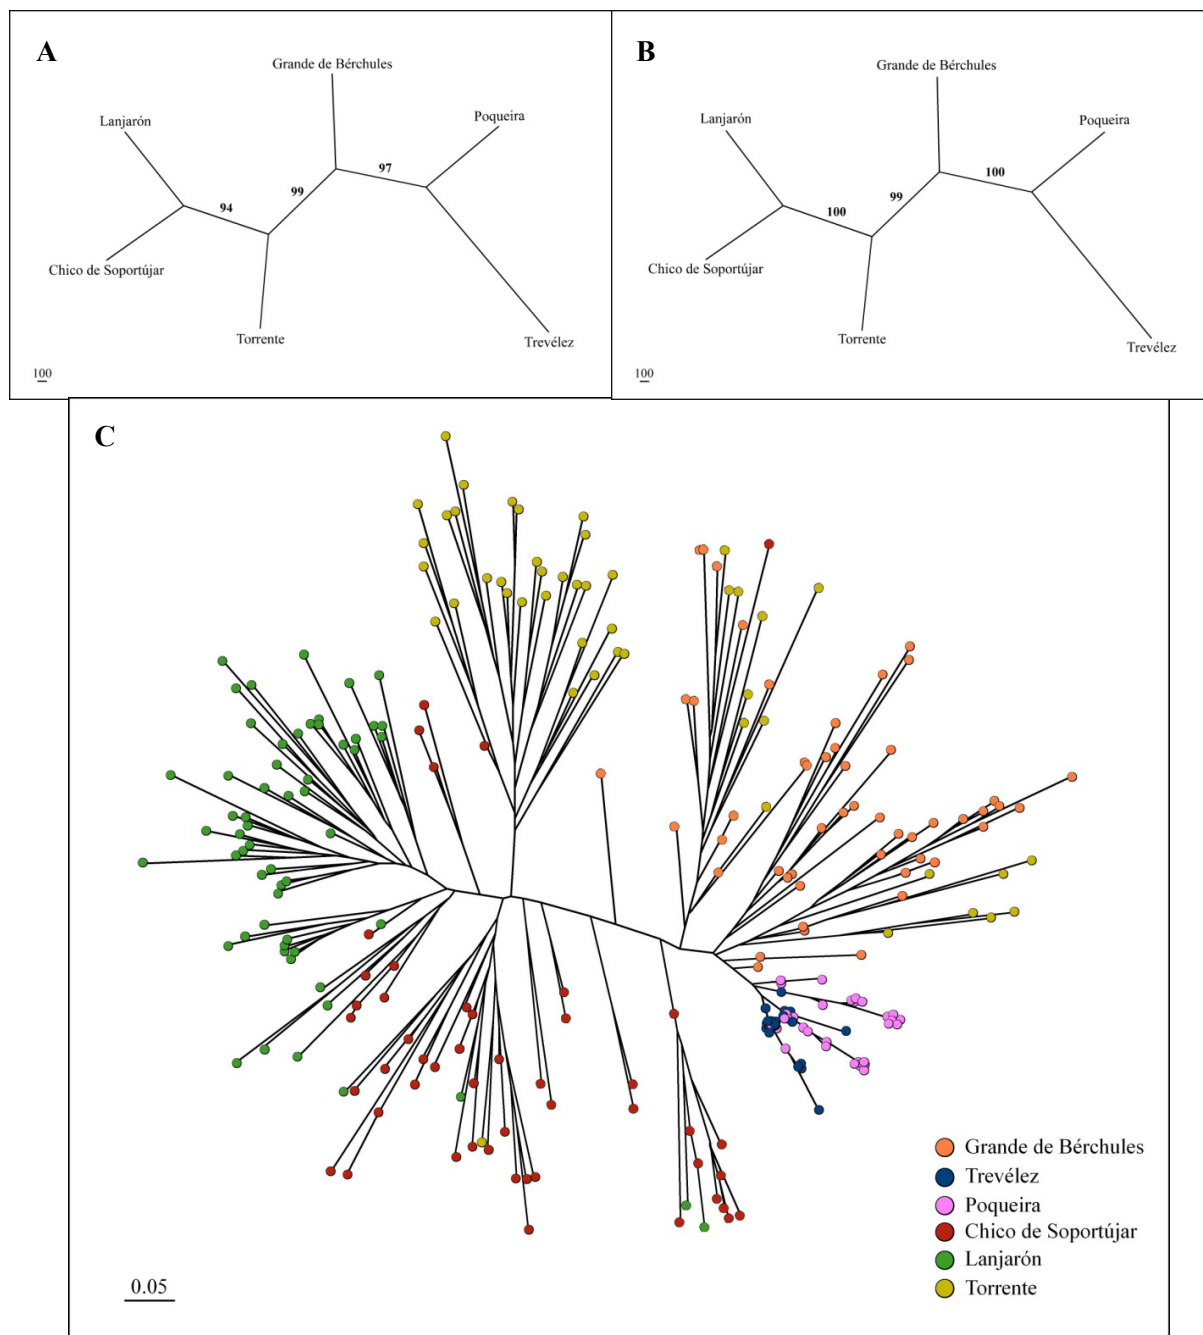 A
Grande de Bérchules
Lanjarón
Poqueira
97
99
94
Chico de Soportújar
Torrente
Trevélez
100
B
Grande de Bérchules
Lanjarón
Poqueira
100
99
100
Chico de Soportújar
Torrente
Trevélez
100
C
Grande de Bérchules
Trevélez
Poqueira
Chico de Soportújar
Lanjarón
Torrente
0.05